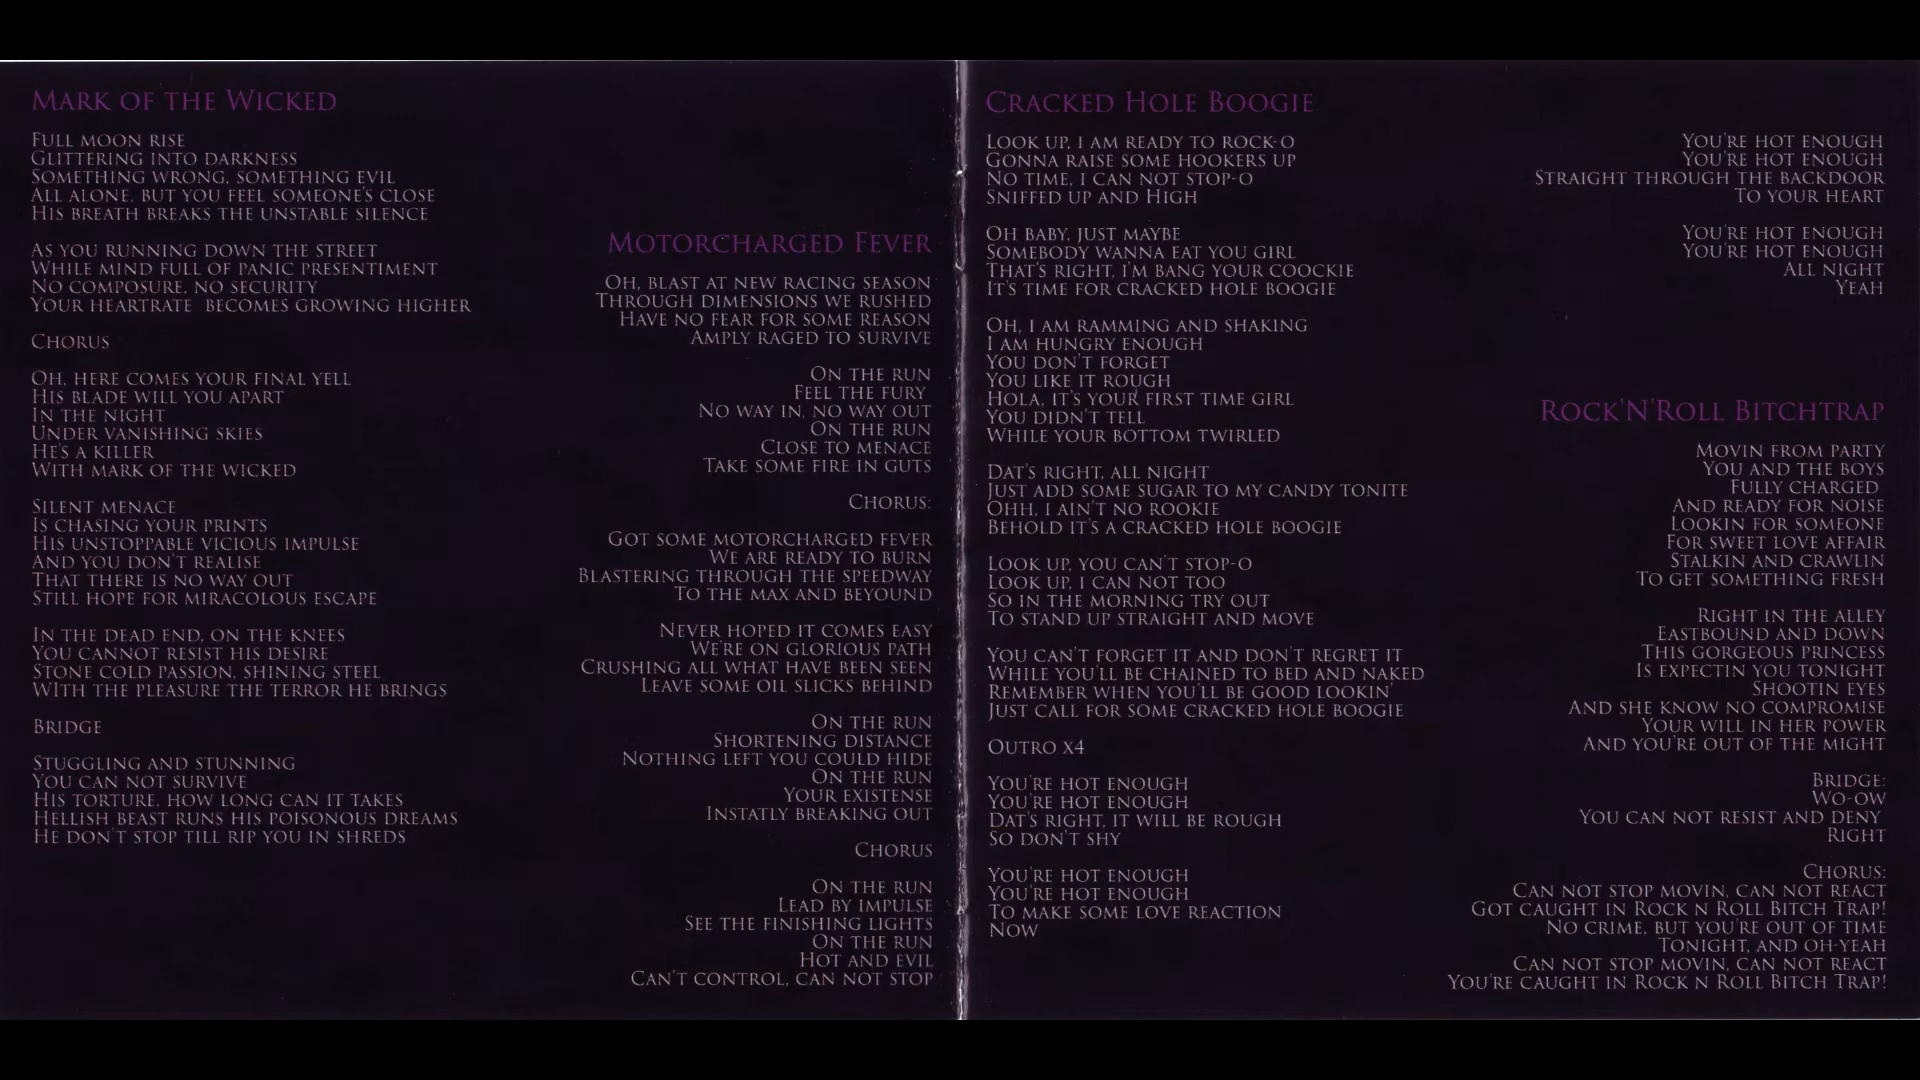 Mark of the Wicked
Full moon rise
Glittering into darkness
Something wrong, something evil
All alone, but you feel someone's close
His breath breaks the unstable silence
As you running down the street
While mind full of panic presentiment
No composure, no security
Your heartrate becomes growing higher
Chorus
Oh, here comes your final yell
His blade will you apart
In the night
Under vanishing skies
He's a killer
With mark of the wicked
Silent menace
Is chasing your prints
His unstoppable vicious impulse
And you don't realise
That there is no way out
Still hope for miracolous escape
In the dead end, on the knees
You cannot resist his desire
Stone cold passion, shining steel
With the pleasure the terror he brings
Bridge
Stuggling and stunning
You can not survive
His torture, how long can it takes
Hellish beast runs his poisonous dreams
He don't stop till rip you in shreds
Motorcharged Fever
Oh, blast at new racing season
Through dimensions we rushed
Have no fear for some reason
Amply raged to survive
On the run
Feel the fury
No way in, no way out
On the run
Close to menace
Take some fire in guts
Chorus:
Got some motorcharged fever
We are ready to burn
Blastering through the speedway
To the max and beyound
Never hoped it comes easy
We're on glorious path
Crushing all what have been seen
Leave some oil slicks behind
On the run
Shortening distance
Nothing left you could hide
On the run
Your existense
Instatly breaking out
Chorus
On the run
Lead by impulse
See the finishing lights
On the run
Hot and evil
Can't control, can not stop
Cracked Hole Boogie
Look up, I am ready to rock-o
Gonna raise some hookers up
No time, I can not stop-o
Sniffed up and High
Oh baby, just maybe
Somebody wanna eat you girl
That's right, I'm bang your coockie
It's time for cracked hole boogie
Oh, I am ramming and shaking
I am hungry enough
You don't forget
You like it rough
Hola, it's your first time girl
You didn't tell
While your bottom twirled
Dat's right, all night
Just add some sugar to my candy tonite
Ohh, I ain't no rookie
Behold it's a cracked hole boogie
Look up, you can't stop-o
Look up, I can not too
So in the morning try out
To stand up straight and move
You can't forget it and don't regret it
While you'll be chained to bed and naked
Remember when you'll be good lookin'
Just call for some cracked hole boogie
Outro x4
You're hot enough
You're hot enough
Dat's right, it will be rough
So don't shy
You're hot enough
You're hot enough
To make some love reaction
Now
You're hot enough
You're hot enough
Straight through the backdoor
To your heart
You're hot enough
You're hot enough
All night
Yeah
Rock'n'Roll Bitchtrap
Movin from party
You and the boys
Fully charged
And ready for noise
Lookin for someone
For sweet love affair
Stalkin and crawlin
To get something fresh
Right in the alley
Eastbound and down
This gorgeous princess
Is expectin you tonight
Shootin eyes
And she know no compromise
Your will in her power
And you're out of the might
Bridge:
Wo-ow
You can not resist and deny
Right
Chorus:
Can not stop movin, can not react
Got caught in Rock n Roll Bitch Trap!
No crime, but you're out of time
Tonight, and oh-yeah
Can not stop movin, can not react
You're caught in Rock n Roll Bitch Trap!